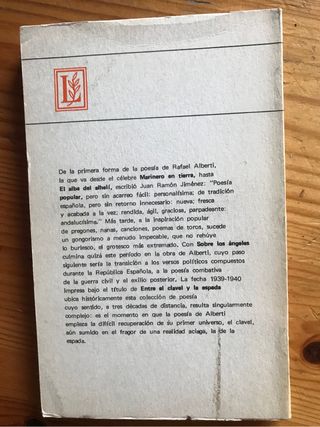 L
De la primera forma de la poesía de Rafael Alberti,
la que va desde el célebre Marinero en tierra, hasta
El alba del alhelí, escribió Juan Ramón Jiménez: "Poesía
popular, pero sin acarreo fácil: personalísima: de tradición
española, pero sin retorno innecesario: nueva; fresca
y acabada a la vez; rendida, ágil, graciosa, parpadeante:
andalucísima." Más tarde, a la inspiración popular
de pregones, nanas, canciones, poemas de toros, sucede
un gongorismo a menudo impecable, que no rehúye
lo burlesco, el grotesco más extremado. Con Sobre los ángeles
culmina quizá este período en la obra de Alberti, cuyo paso
siguiente sería la transición a los versos políticos compuestos
durante la República Española, a la poesía combativa
de la guerra civil y el exilio posterior. La fecha 1939-1940
impresa bajo el título de Entre el clavel y la espada
ubica históricamente esta colección de poesía
cuyo sentido, a tres décadas de distancia, resulta singularmente
complejo: es el momento en que la poesía de Alberti
empieza la difícil recuperación de su primer universo, el clavel,
aún sumido en el fragor de una realidad aciaga, la de la
espada.